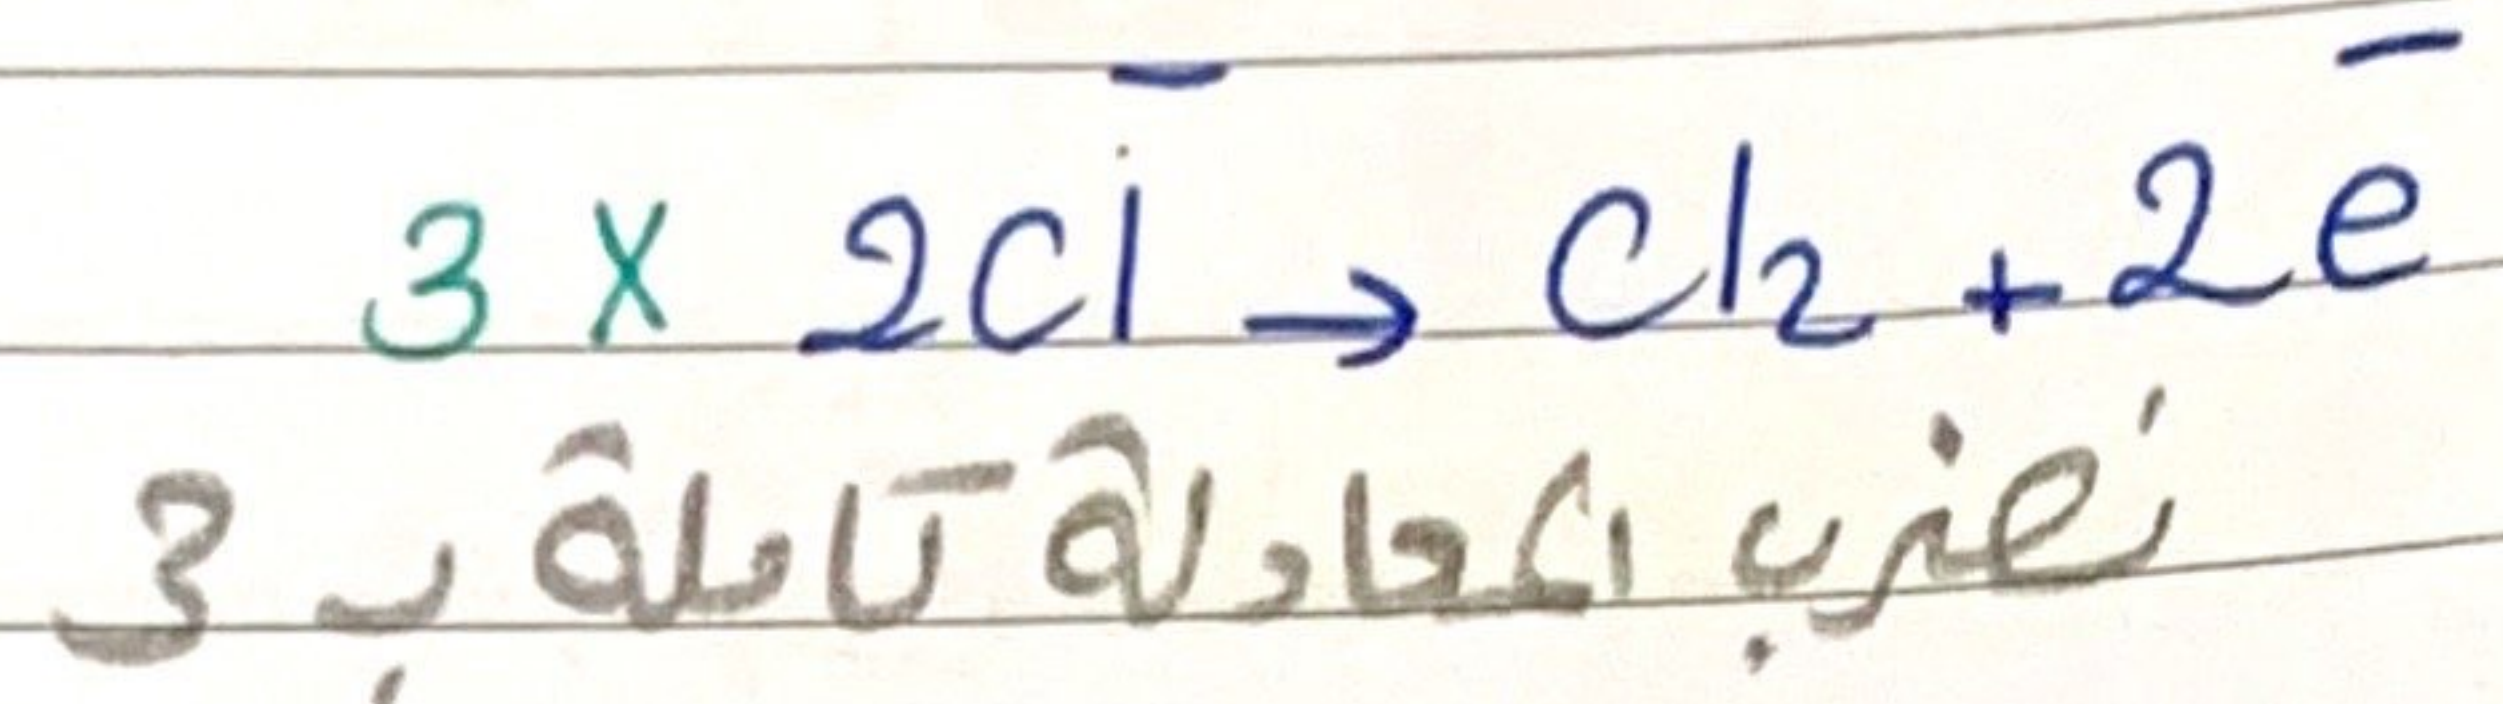 3 × 2Cl⁻ → Cl₂ + 2e⁻
نضرب المعادلة كاملة بـ 3